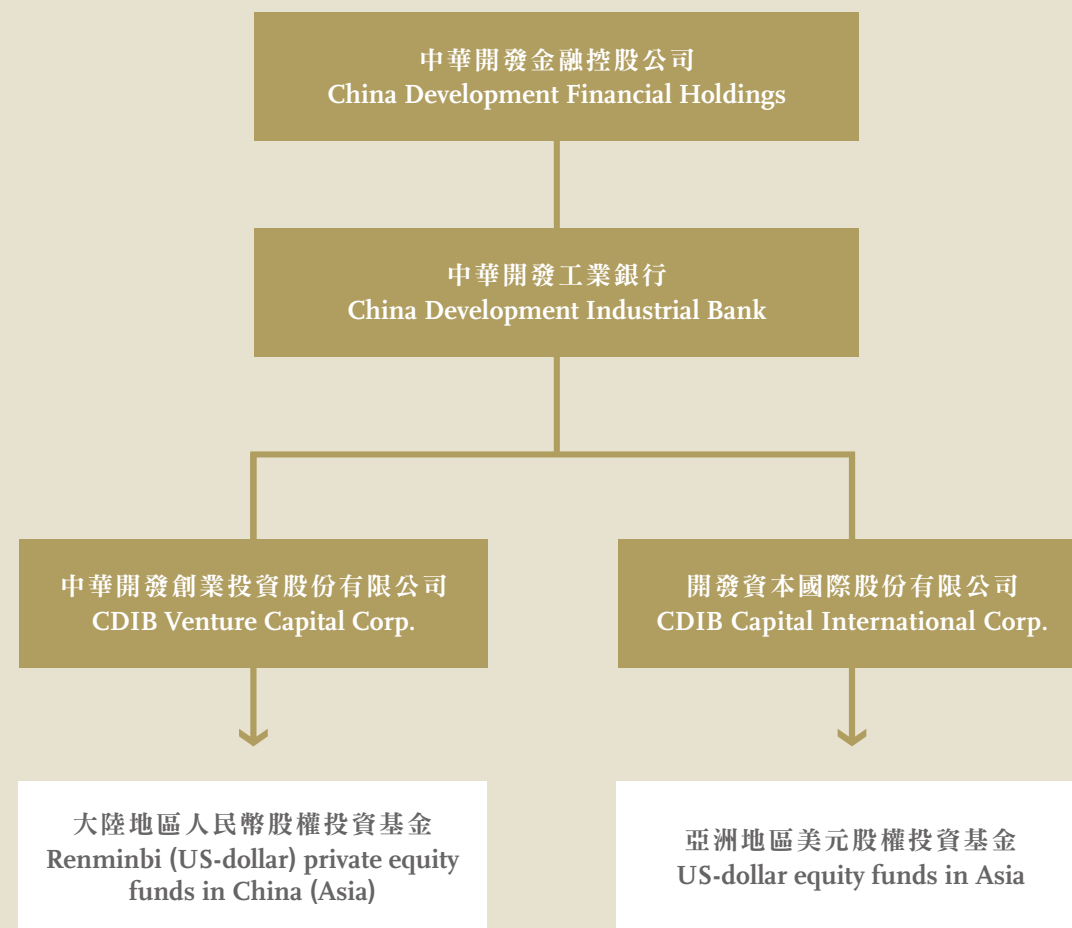 中華開發金融控股公司
China Development Financial Holdings
中華開發工業銀行
China Development Industrial Bank
中華開發創業投資股份有限公司
CDIB Venture Capital Corp.
開發資本國際股份有限公司
CDIB Capital International Corp.
大陸地區人民幣股權投資基金
Renminbi (US-dollar) private equity
funds in China (Asia)
亞洲地區美元股權投資基金
US-dollar equity funds in Asia